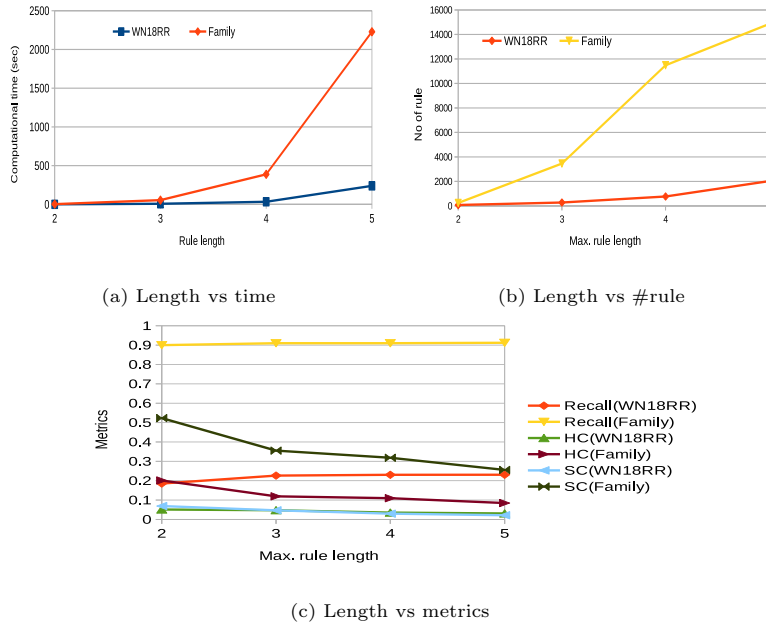 2500
2000
1500
1000
500
0
Computational time (sec)
WN18RR
Family
2
3
4
5
Rule length
(a) Length vs time
16000
14000
12000
10000
8000
6000
4000
2000
0
No of rule
WN18RR
Family
2
3
4
Max. rule length
(b) Length vs #rule
1
0.9
0.8
0.7
0.6
0.5
0.4
0.3
0.2
0.1
0
Metrics
2
3
4
5
Max. rule length
Recall(WN18RR)
Recall(Family)
HC(WN18RR)
HC(Family)
SC(WN18RR)
SC(Family)
(c) Length vs metrics